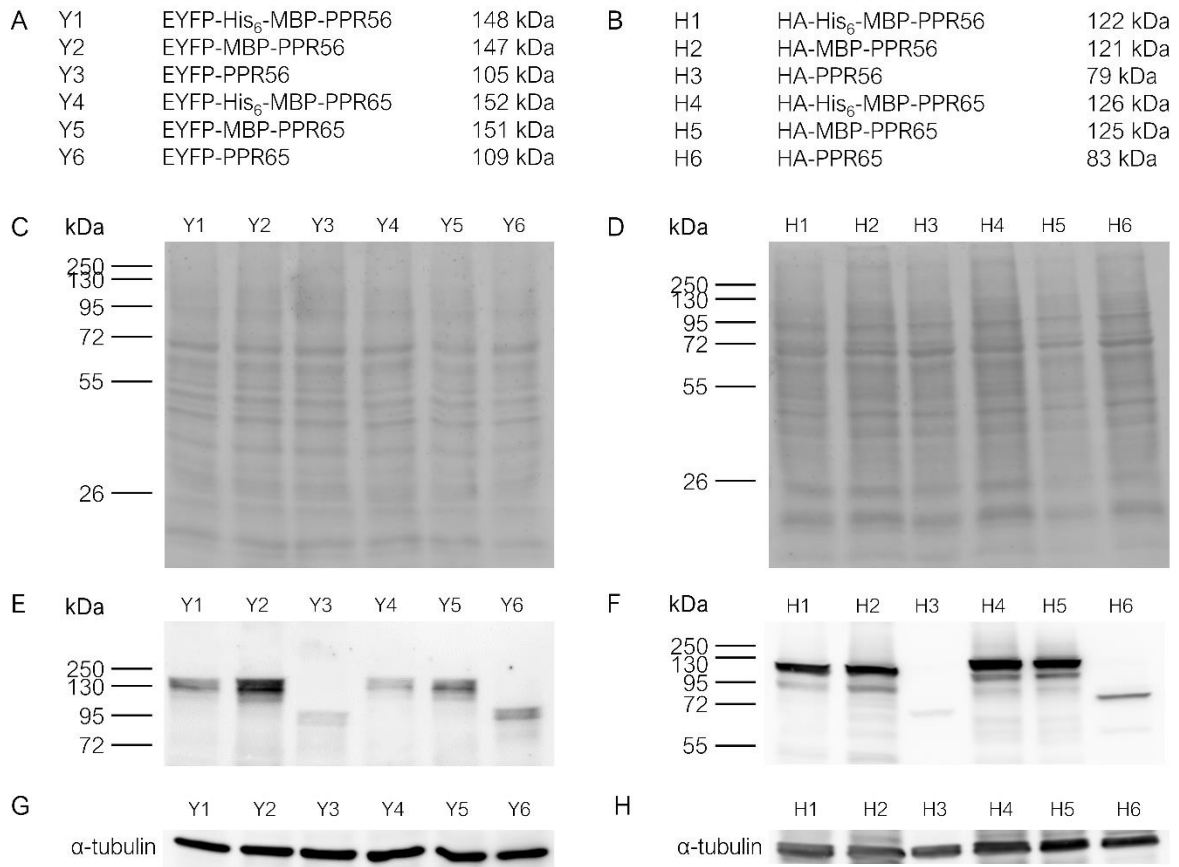 A Y1 EYFP-His6-MBP-PPR56 148 kDa
Y2 EYFP-MBP-PPR56 147 kDa
Y3 EYFP-PPR56 105 kDa
Y4 EYFP-His6-MBP-PPR65 152 kDa
Y5 EYFP-MBP-PPR65 151 kDa
Y6 EYFP-PPR65 109 kDa
B H1 HA-His6-MBP-PPR56 122 kDa
H2 HA-MBP-PPR56 121 kDa
H3 HA-PPR56 79 kDa
H4 HA-His6-MBP-PPR65 126 kDa
H5 HA-MBP-PPR65 125 kDa
H6 HA-PPR65 83 kDa
C kDa Y1 Y2 Y3 Y4 Y5 Y6
250
130
95
72
55
26
D kDa H1 H2 H3 H4 H5 H6
250
130
95
72
55
26
E kDa Y1 Y2 Y3 Y4 Y5 Y6
250
130
95
72
F kDa H1 H2 H3 H4 H5 H6
250
130
95
72
55
G Y1 Y2 Y3 Y4 Y5 Y6
α-tubulin
H H1 H2 H3 H4 H5 H6
α-tubulin